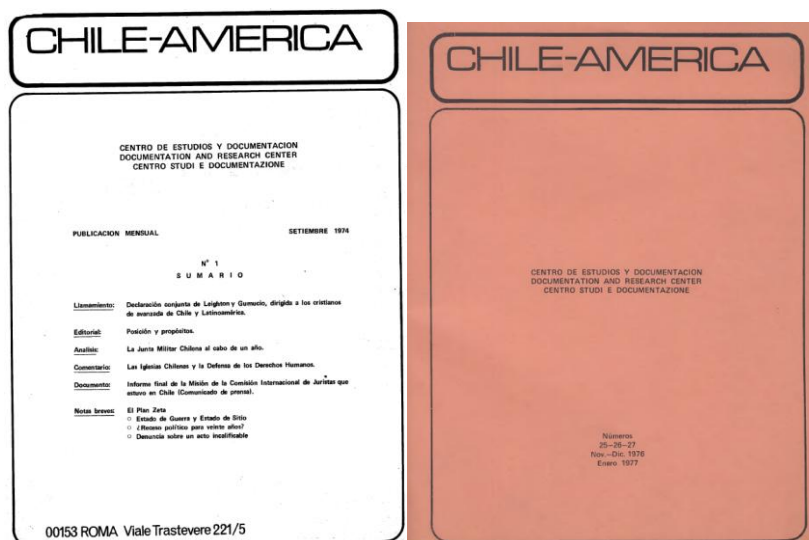 CHILE-AMERICA
CENTRO DE ESTUDIOS Y DOCUMENTACION
DOCUMENTATION AND RESEARCH CENTER
CENTRO STUDI E DOCUMENTAZIONE
PUBLICACION MENSUAL SETIEMBRE 1974
N° 1
SUMARIO
Llamamiento: Declaración conjunta de Leighton y Gumucio, dirigida a los cristianos
de avanzada de Chile y Latinoamérica.
Editorial: Posición y propósitos.
Analisis: La Junta Militar Chilena al cabo de un año.
Comentario: Las Iglesias Chilenas y la Defensa de los Derechos Humanos.
Documento: Informe final de la Misión de la Comisión Internacional de Juristas que
estuvo en Chile (Comunicado de prensa).
Notas breves: El Plan Zeta
○ Estado de Guerra y Estado de Sitio
○ ¿Receso político para veinte años?
○ Denuncia sobre un acto incalificable
00153 ROMA Viale Trastevere 221/5
CHILE-AMERICA
CENTRO DE ESTUDIOS Y DOCUMENTACION
DOCUMENTATION AND RESEARCH CENTER
CENTRO STUDI E DOCUMENTAZIONE
Números
25-26-27
Nov.-Dic. 1976
Enero 1977